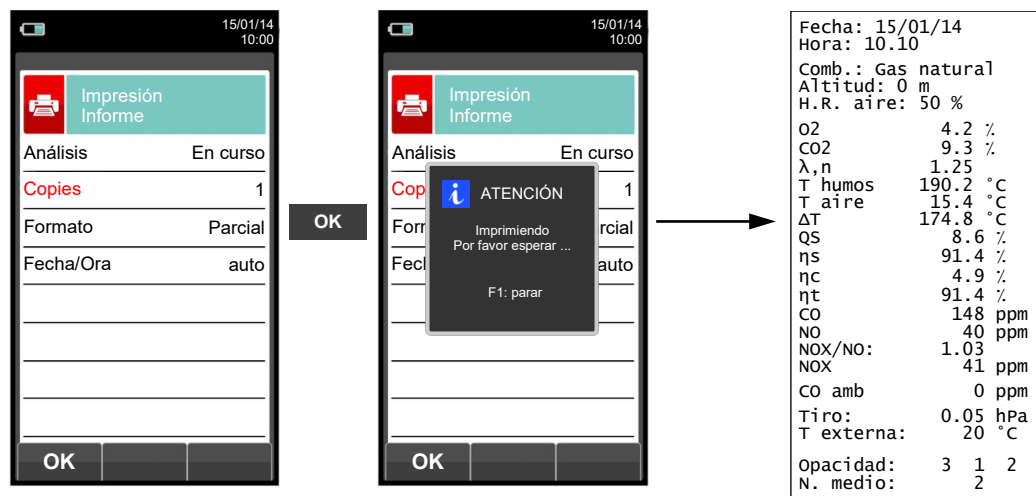 15/01/14
10:00
Impresión
Informe
Análisis En curso
Copies 1
Formato Parcial
Fecha/Ora auto
OK
OK
15/01/14
10:00
Impresión
Informe
Análisis En curso
Cop 1
Form rcial
Fech auto
i ATENCIÓN
Imprimiendo
Por favor esperar ...
F1: parar
OK
Fecha: 15/01/14
Hora: 10.10
Comb.: Gas natural
Altitud: 0 m
H.R. aire: 50 %
O2 4.2 %
CO2 9.3 %
λ,n 1.25
T humos 190.2 °C
T aire 15.4 °C
ΔT 174.8 °C
QS 8.6 %
ηs 91.4 %
ηc 4.9 %
ηt 91.4 %
CO 148 ppm
NO 40 ppm
NOX/NO: 1.03
NOX 41 ppm
CO amb 0 ppm
Tiro: 0.05 hPa
T externa: 20 °C
Opacidad: 3 1 2
N. medio: 2